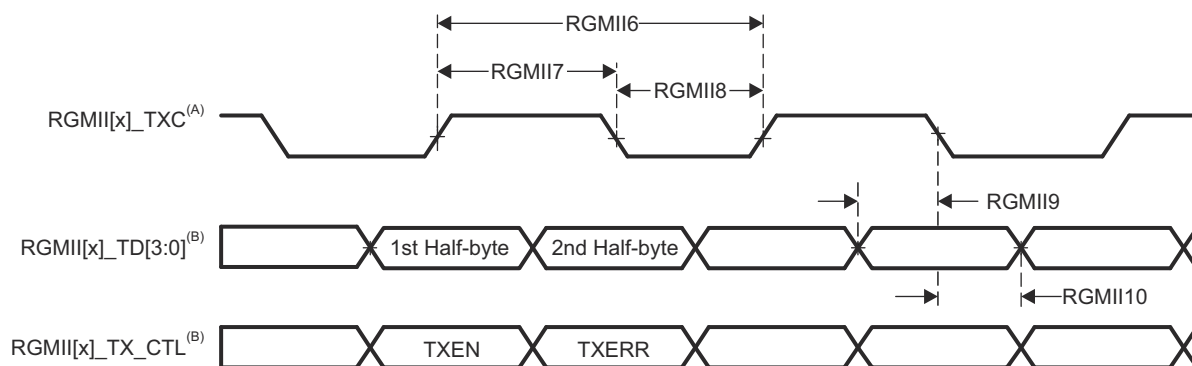 RGMII6
RGMII7
RGMII8
RGMII[x]_TXC(A)
RGMII9
RGMII[x]_TD[3:0](B)
1st Half-byte
2nd Half-byte
RGMII10
RGMII[x]_TX_CTL(B)
TXEN
TXERR